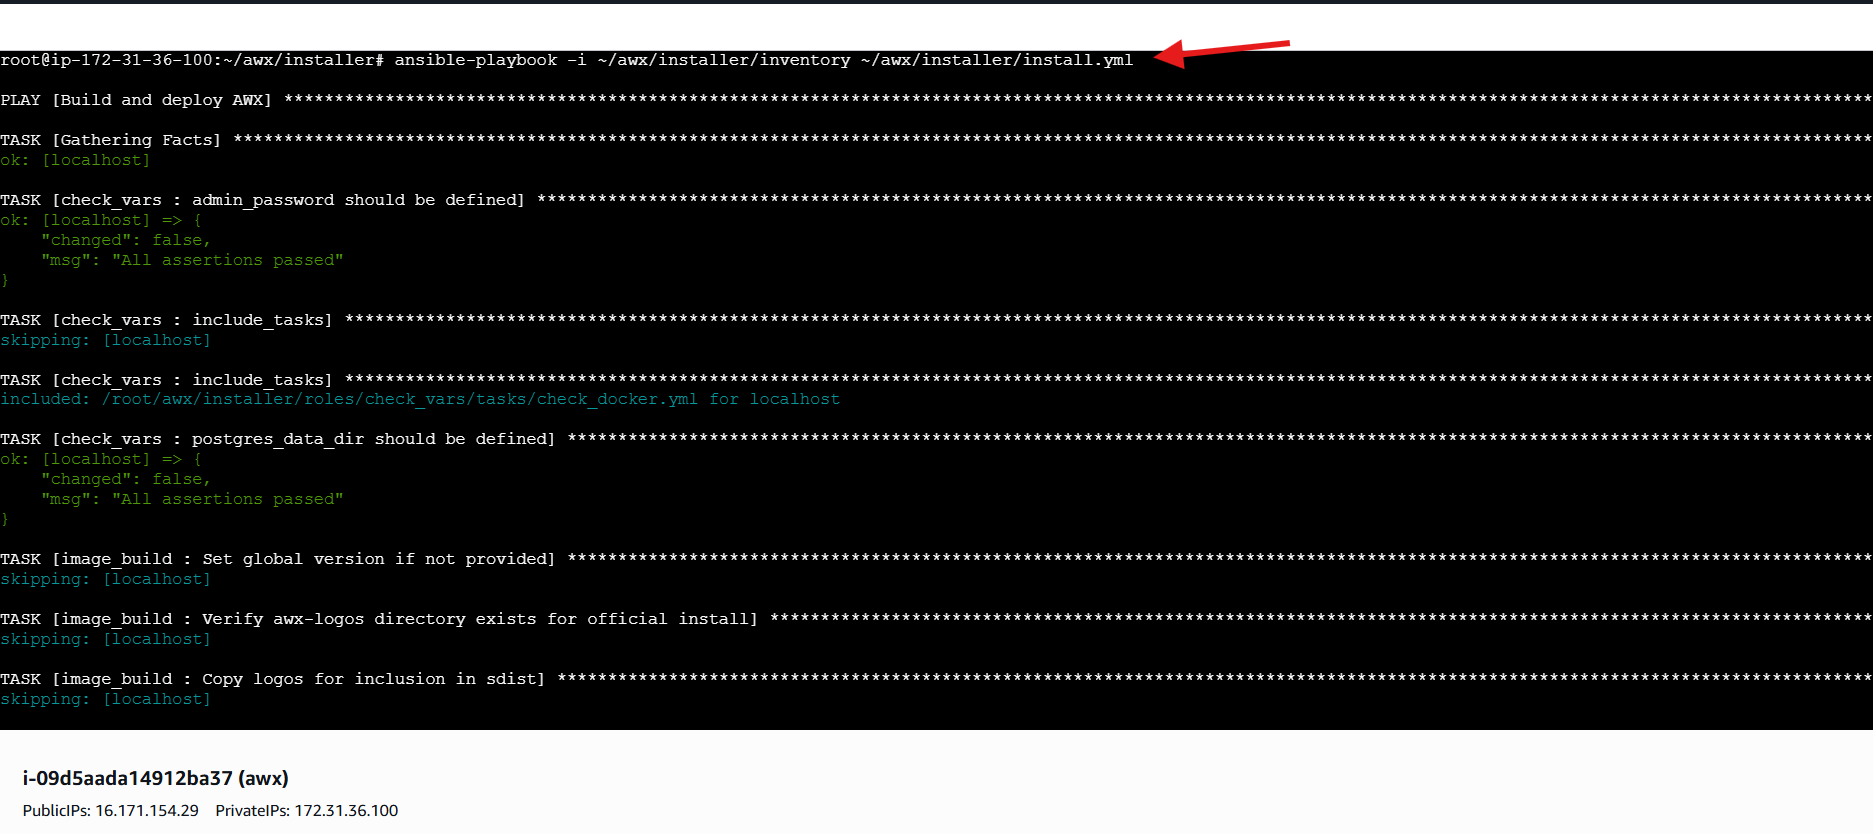 root@ip-172-31-36-100:~/awx/installer# ansible-playbook -i ~/awx/installer/inventory ~/awx/installer/install.yml
PLAY [Build and deploy AWX] *************************************************************************************************************************************************************
TASK [Gathering Facts] ******************************************************************************************************************************************************************
ok: [localhost]
TASK [check_vars : admin_password should be defined] ************************************************************************************************************************************
ok: [localhost] => {
    "changed": false,
    "msg": "All assertions passed"
}
TASK [check_vars : include_tasks] *******************************************************************************************************************************************************
skipping: [localhost]
TASK [check_vars : include_tasks] *******************************************************************************************************************************************************
included: /root/awx/installer/roles/check_vars/tasks/check_docker.yml for localhost
TASK [check_vars : postgres_data_dir should be defined] *********************************************************************************************************************************
ok: [localhost] => {
    "changed": false,
    "msg": "All assertions passed"
}
TASK [image_build : Set global version if not provided] *********************************************************************************************************************************
skipping: [localhost]
TASK [image_build : Verify awx-logos directory exists for official install] *************************************************************************************************************
skipping: [localhost]
TASK [image_build : Copy logos for inclusion in sdist] **********************************************************************************************************************************
skipping: [localhost]
i-09d5aada14912ba37 (awx)
PublicIPs: 16.171.154.29 PrivateIPs: 172.31.36.100